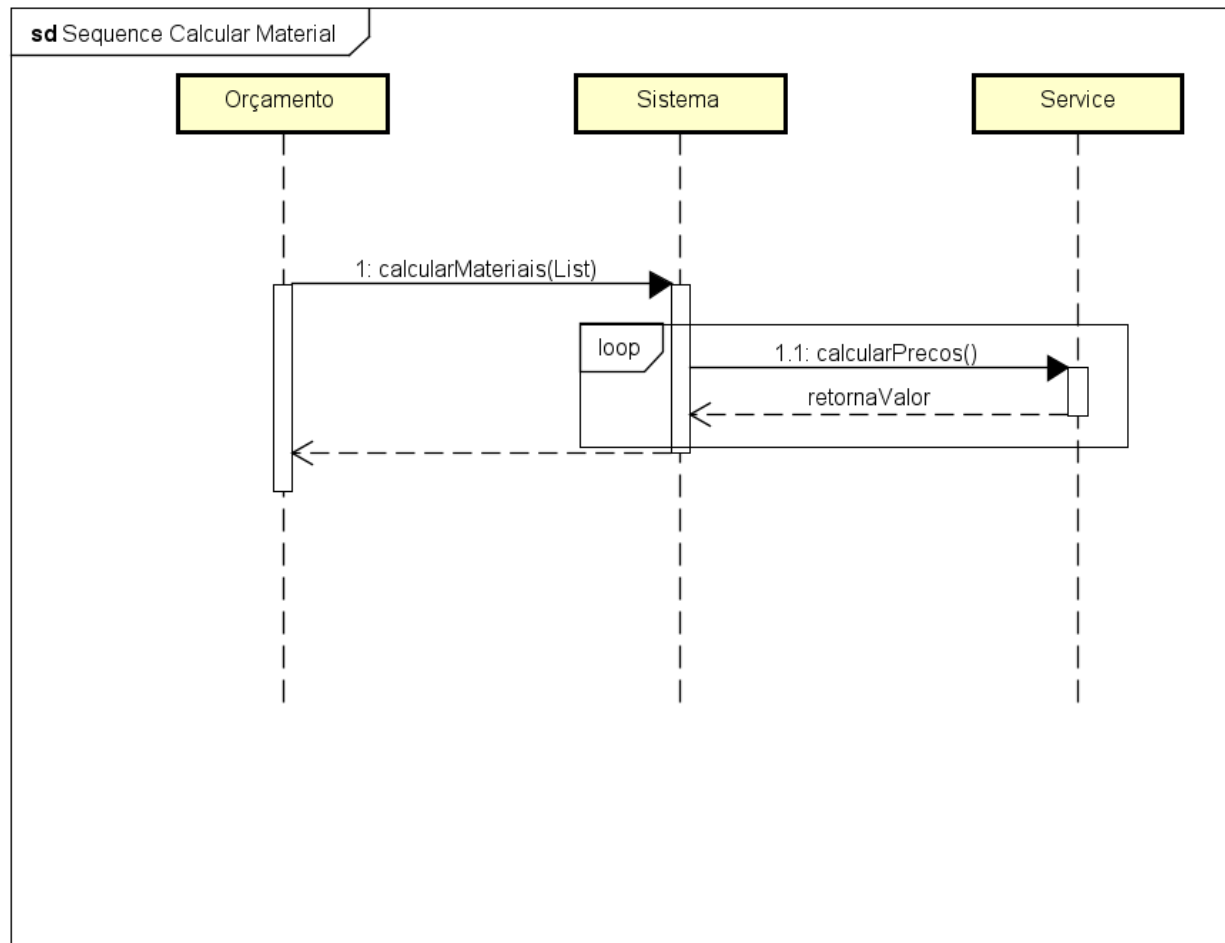 sd Sequence Calcular Material
Orçamento
Sistema
Service
1: calcularMateriais(List)
loop
1.1: calcularPrecos()
retornaValor